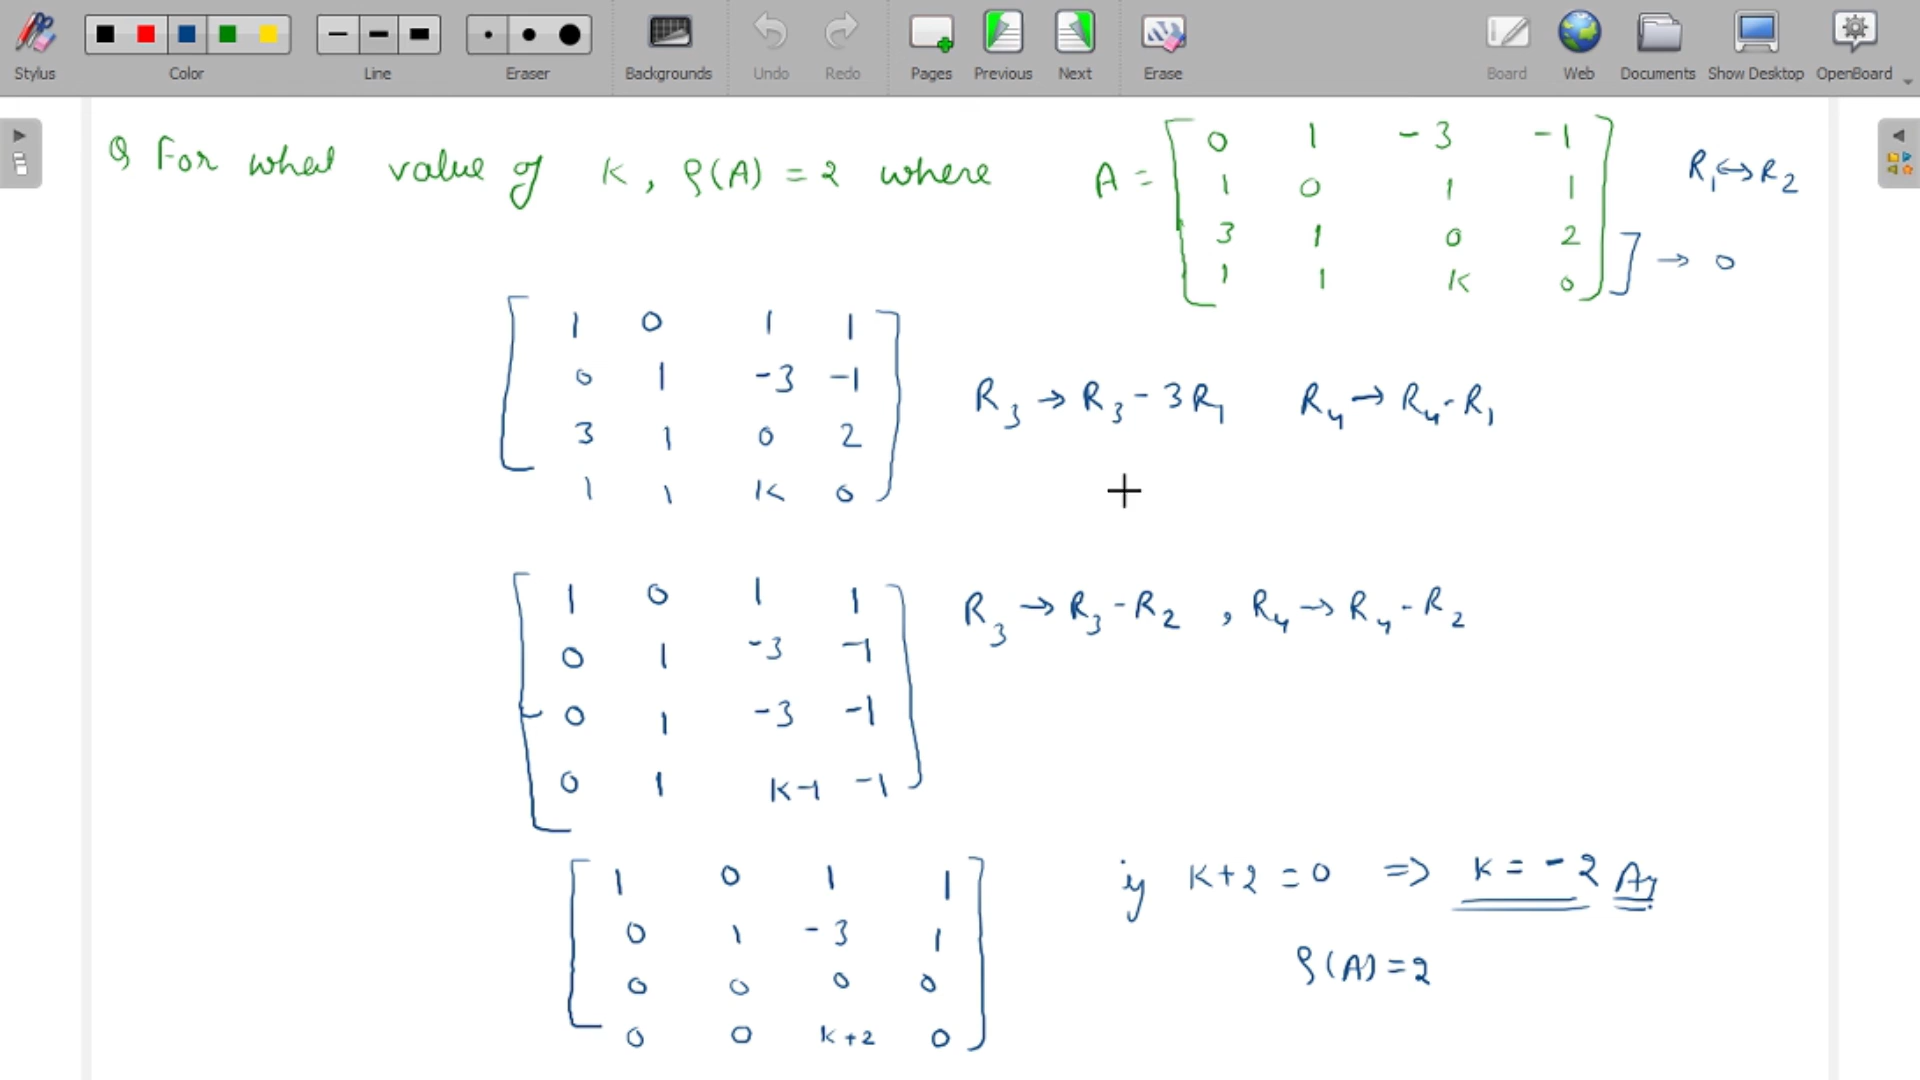 Stylus Color Line Eraser Backgrounds Undo Redo Pages Previous Next Erase Board Web Documents Show Desktop OpenBoard
Q For what value of K, ρ(A) = 2 where A = [ 0 1 -3 -1 R1 ↔ R2
1 0 1 1
3 1 0 2
1 1 K 0 ] ] → 0
[ 1 0 1 1
0 1 -3 -1 R3 → R3 - 3R1 R4 → R4 - R1
3 1 0 2
1 1 K 0 ]
[ 1 0 1 1 R3 → R3 - R2 , R4 → R4 - R2
0 1 -3 -1
0 1 -3 -1
0 1 K-1 -1 ]
[ 1 0 1 1 if K+2 = 0 => K = -2 Ay
0 1 -3 1
0 0 0 0 ρ(A) = 2
0 0 K+2 0 ]